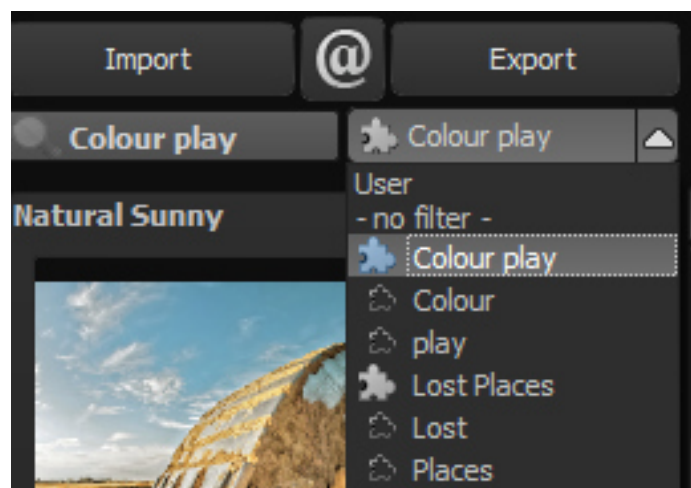 Import @ Export
Colour play Colour play
User
Natural Sunny - no filter -
Colour play
Colour
play
Lost Places
Lost
Places